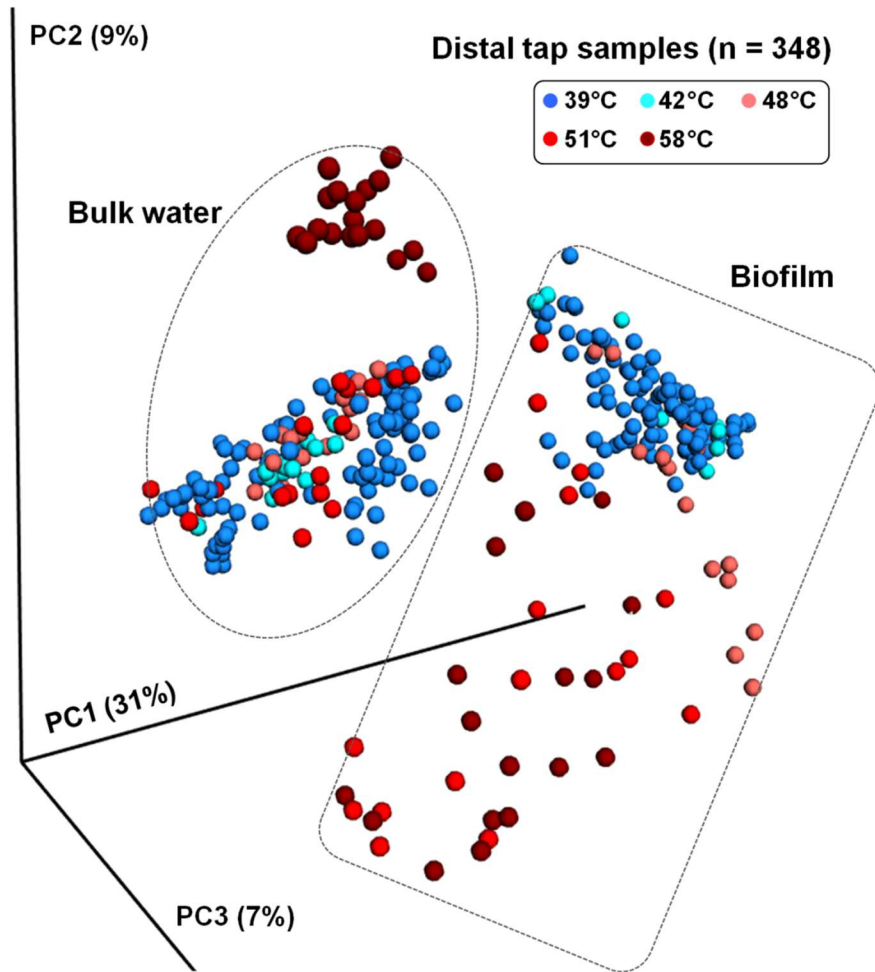 PC2 (9%)
Distal tap samples (n = 348)
39°C 42°C 48°C
51°C 58°C
Bulk water
Biofilm
PC1 (31%)
PC3 (7%)